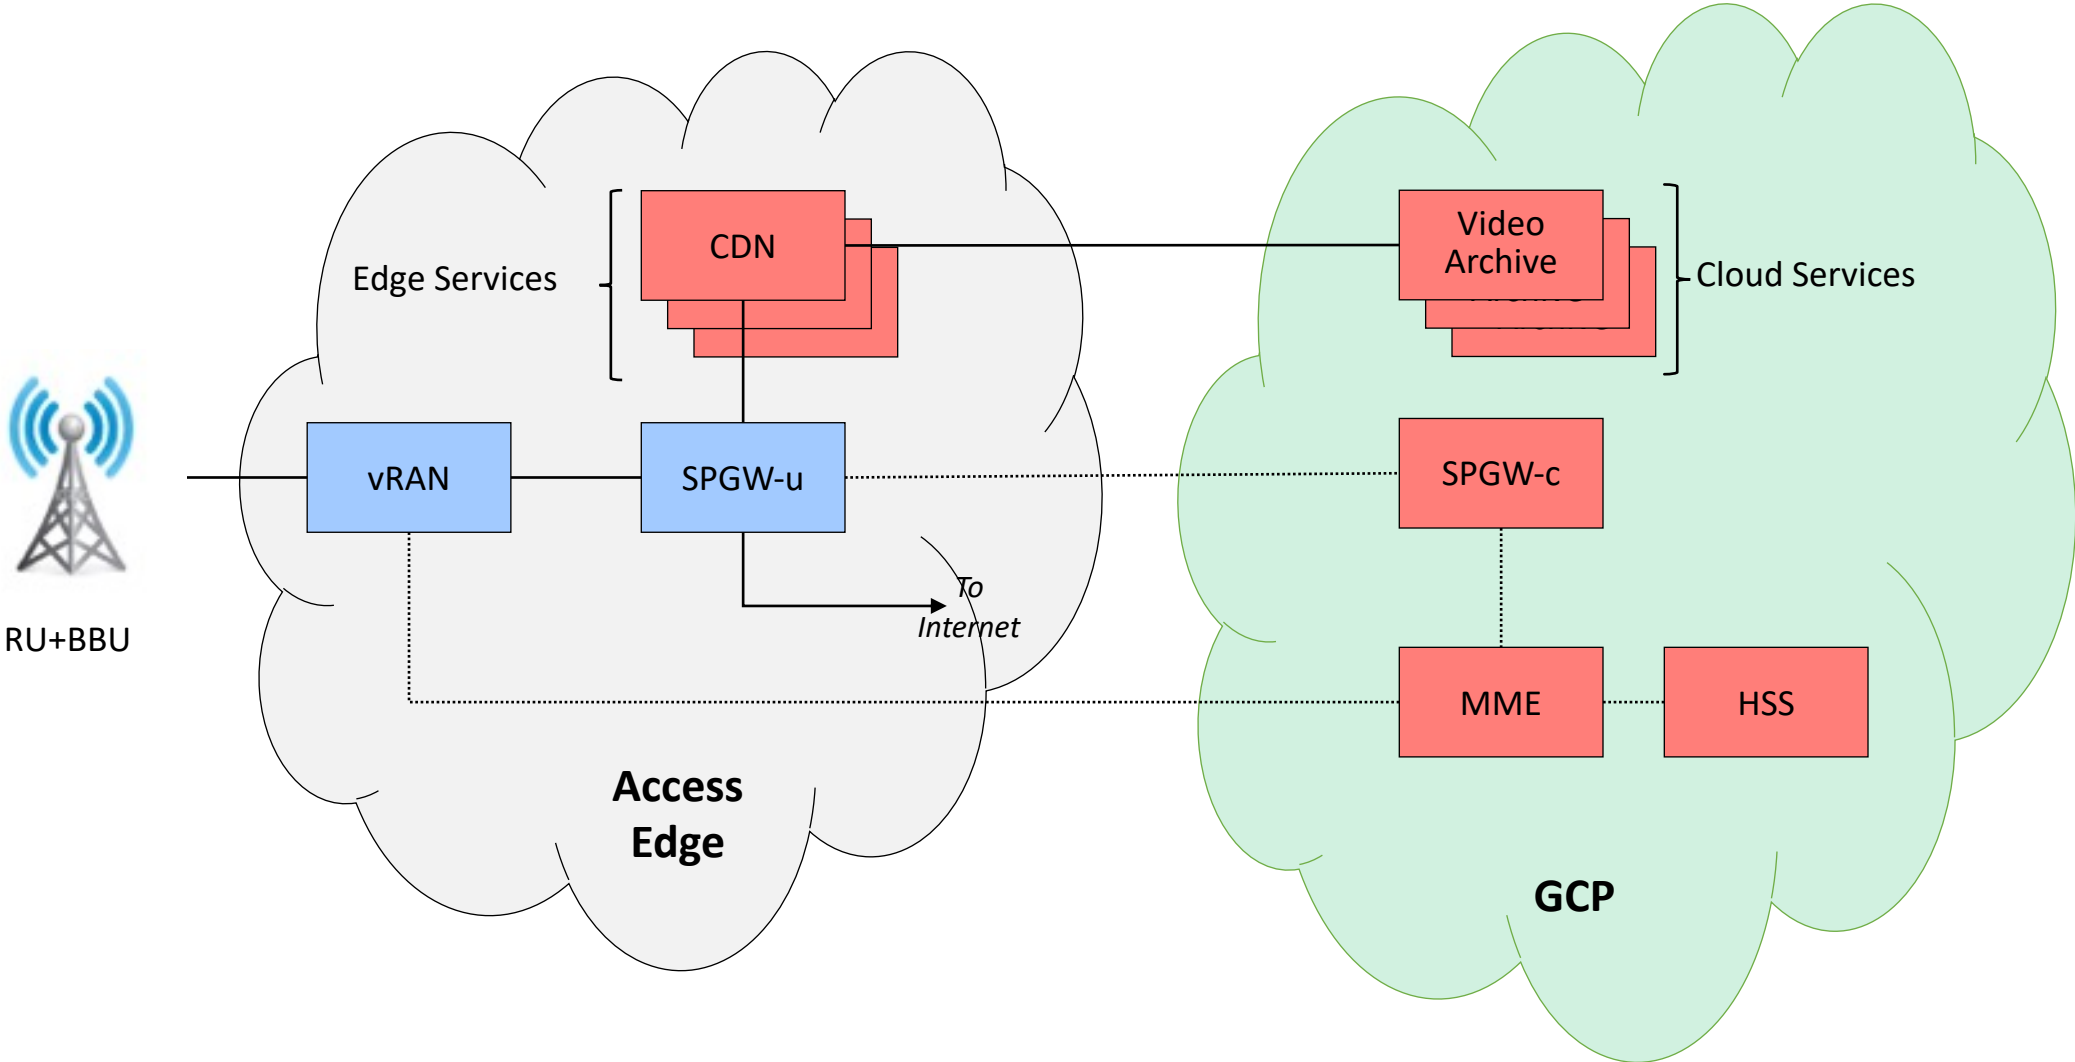 CDN
Video
Archive
Edge Services
Cloud Services
vRAN
SPGW-u
SPGW-c
To
Internet
RU+BBU
MME
HSS
Access
Edge
GCP